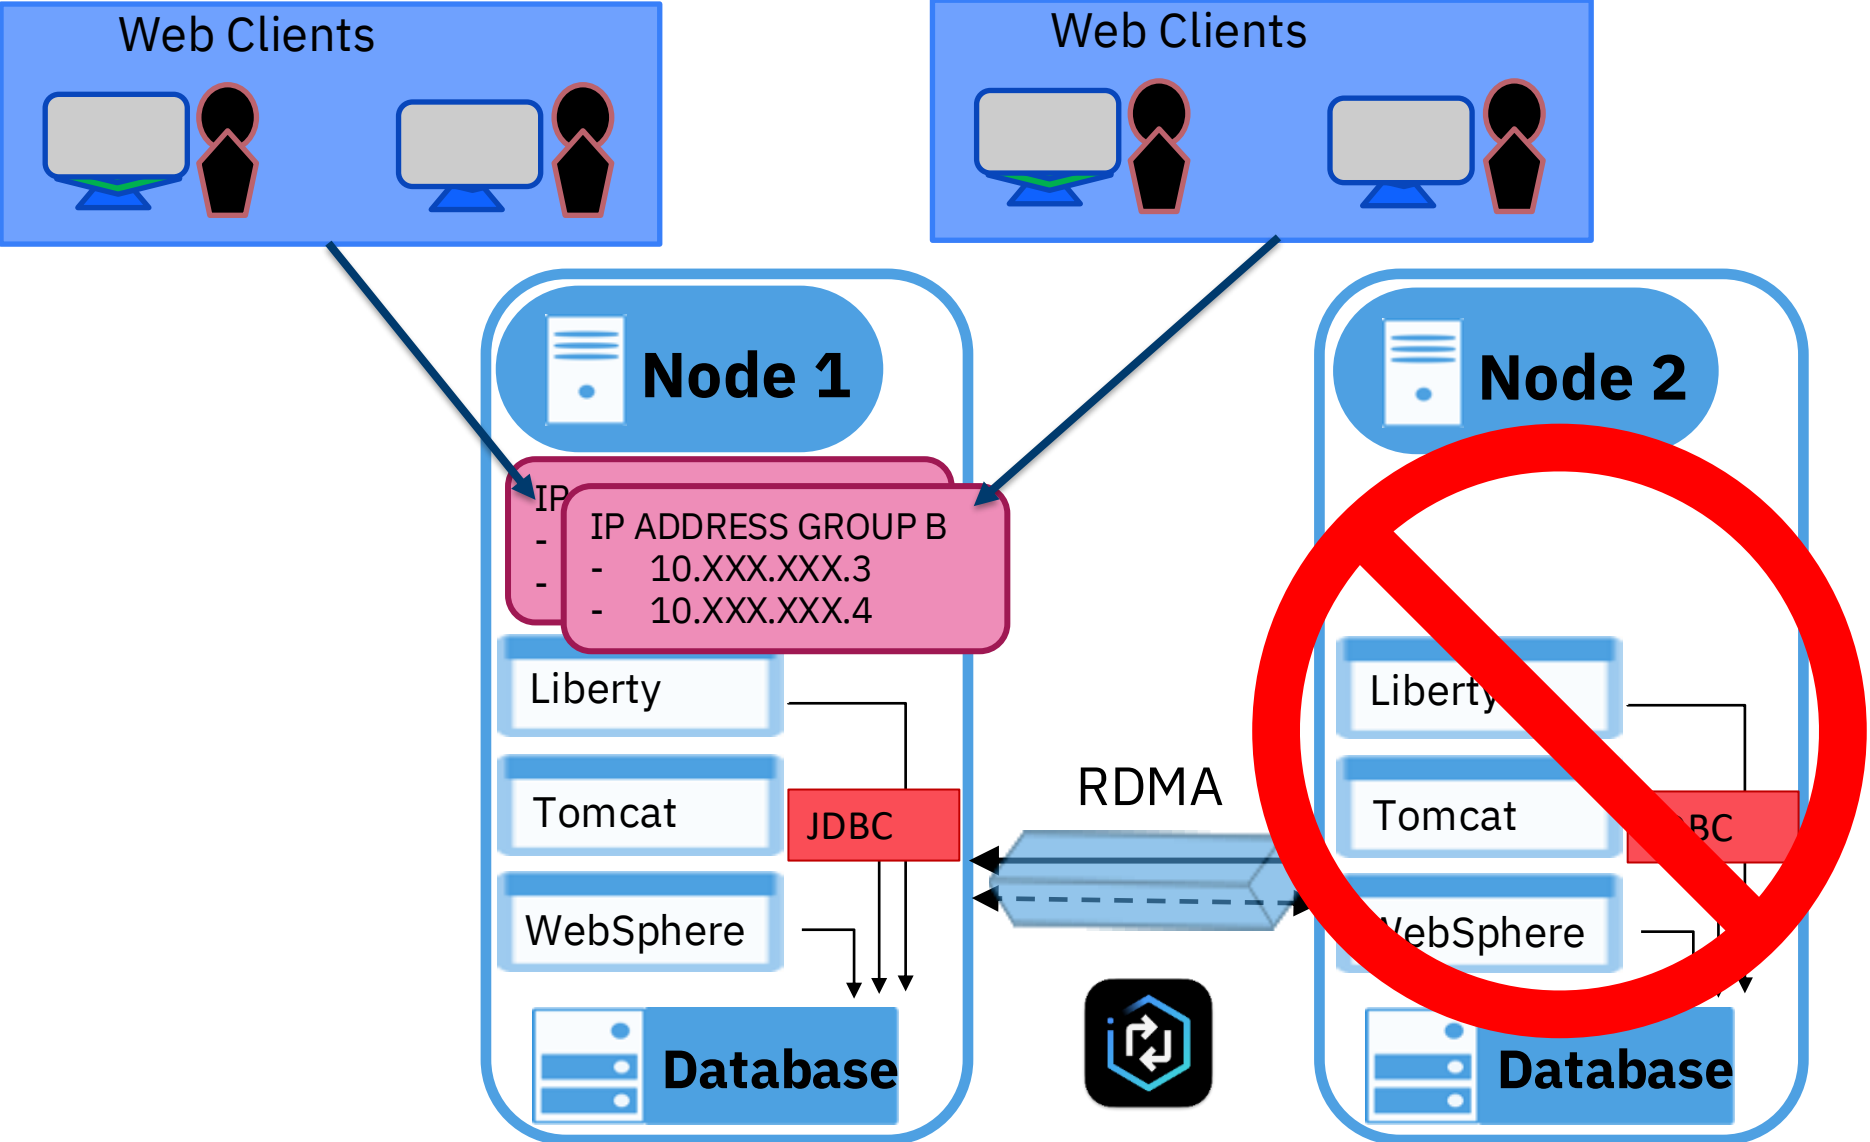 Web Clients
Web Clients
Node 1
Node 2
IP
-
-
IP ADDRESS GROUP B
- 10.XXX.XXX.3
- 10.XXX.XXX.4
Liberty
Tomcat
JDBC
WebSphere
Database
RDMA
Liberty
Tomcat
BC
ebSphere
Database